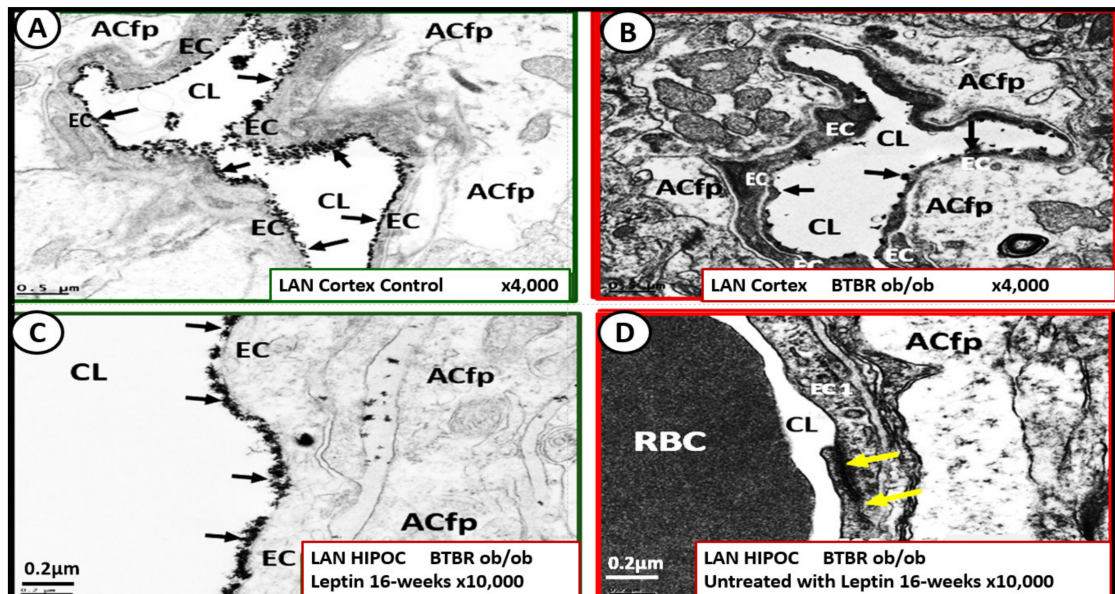 A
ACfp
EC
ACfp
CL
EC
EC
CL
ACfp
EC
EC
0.5 µm
LAN Cortex Control x4,000
B
ACfp
EC
CL
EC
ACfp
EC
ACfp
CL
EC
EC
LAN Cortex BTBR ob/ob x4,000
C
EC
CL
ACfp
ACfp
EC
0.2µm
LAN HIPOC BTBR ob/ob
Leptin 16-weeks x10,000
D
ACfp
EC 1
CL
RBC
0.2µm
LAN HIPOC BTBR ob/ob
Untreated with Leptin 16-weeks x10,000